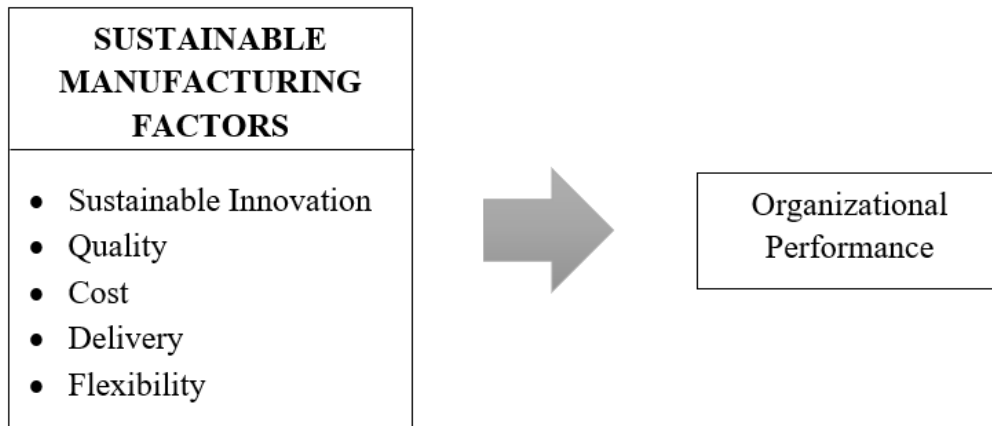 SUSTAINABLE
MANUFACTURING
FACTORS
• Sustainable Innovation
• Quality
• Cost
• Delivery
• Flexibility
Organizational
Performance